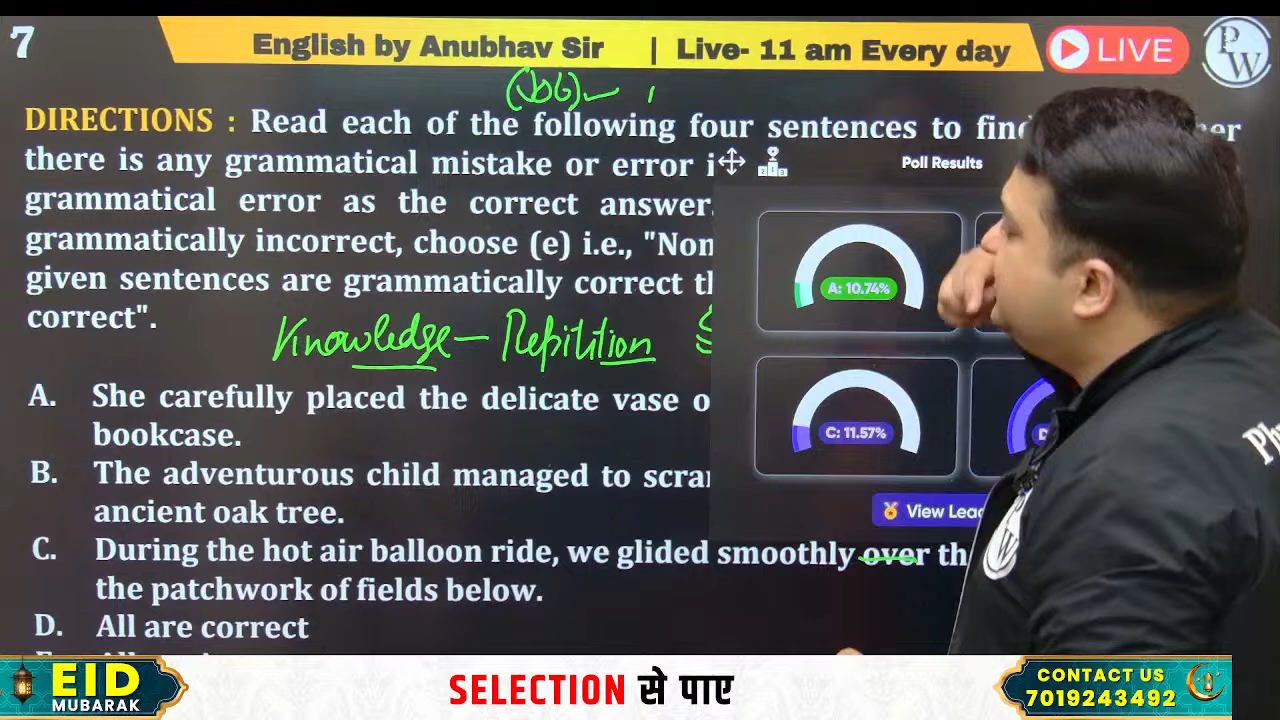 7
English by Anubhav Sir | Live- 11 am Every day
LIVE
PW
DIRECTIONS : Read each of the following four sentences to find
there is any grammatical mistake or error
grammatical error as the correct answer.
grammatically incorrect, choose (e) i.e., "Non
given sentences are grammatically correct
correct".
Knowledge – Repitition
Poll Results
A: 10.74%
C: 11.57%
D
View
A. She carefully placed the delicate vase
bookcase.
B. The adventurous child managed to
ancient oak tree.
C. During the hot air balloon ride, we glided smoothly over
the patchwork of fields below.
D. All are correct
W
EID
MUBARAK
SELECTION से पाए
CONTACT US
7019243492